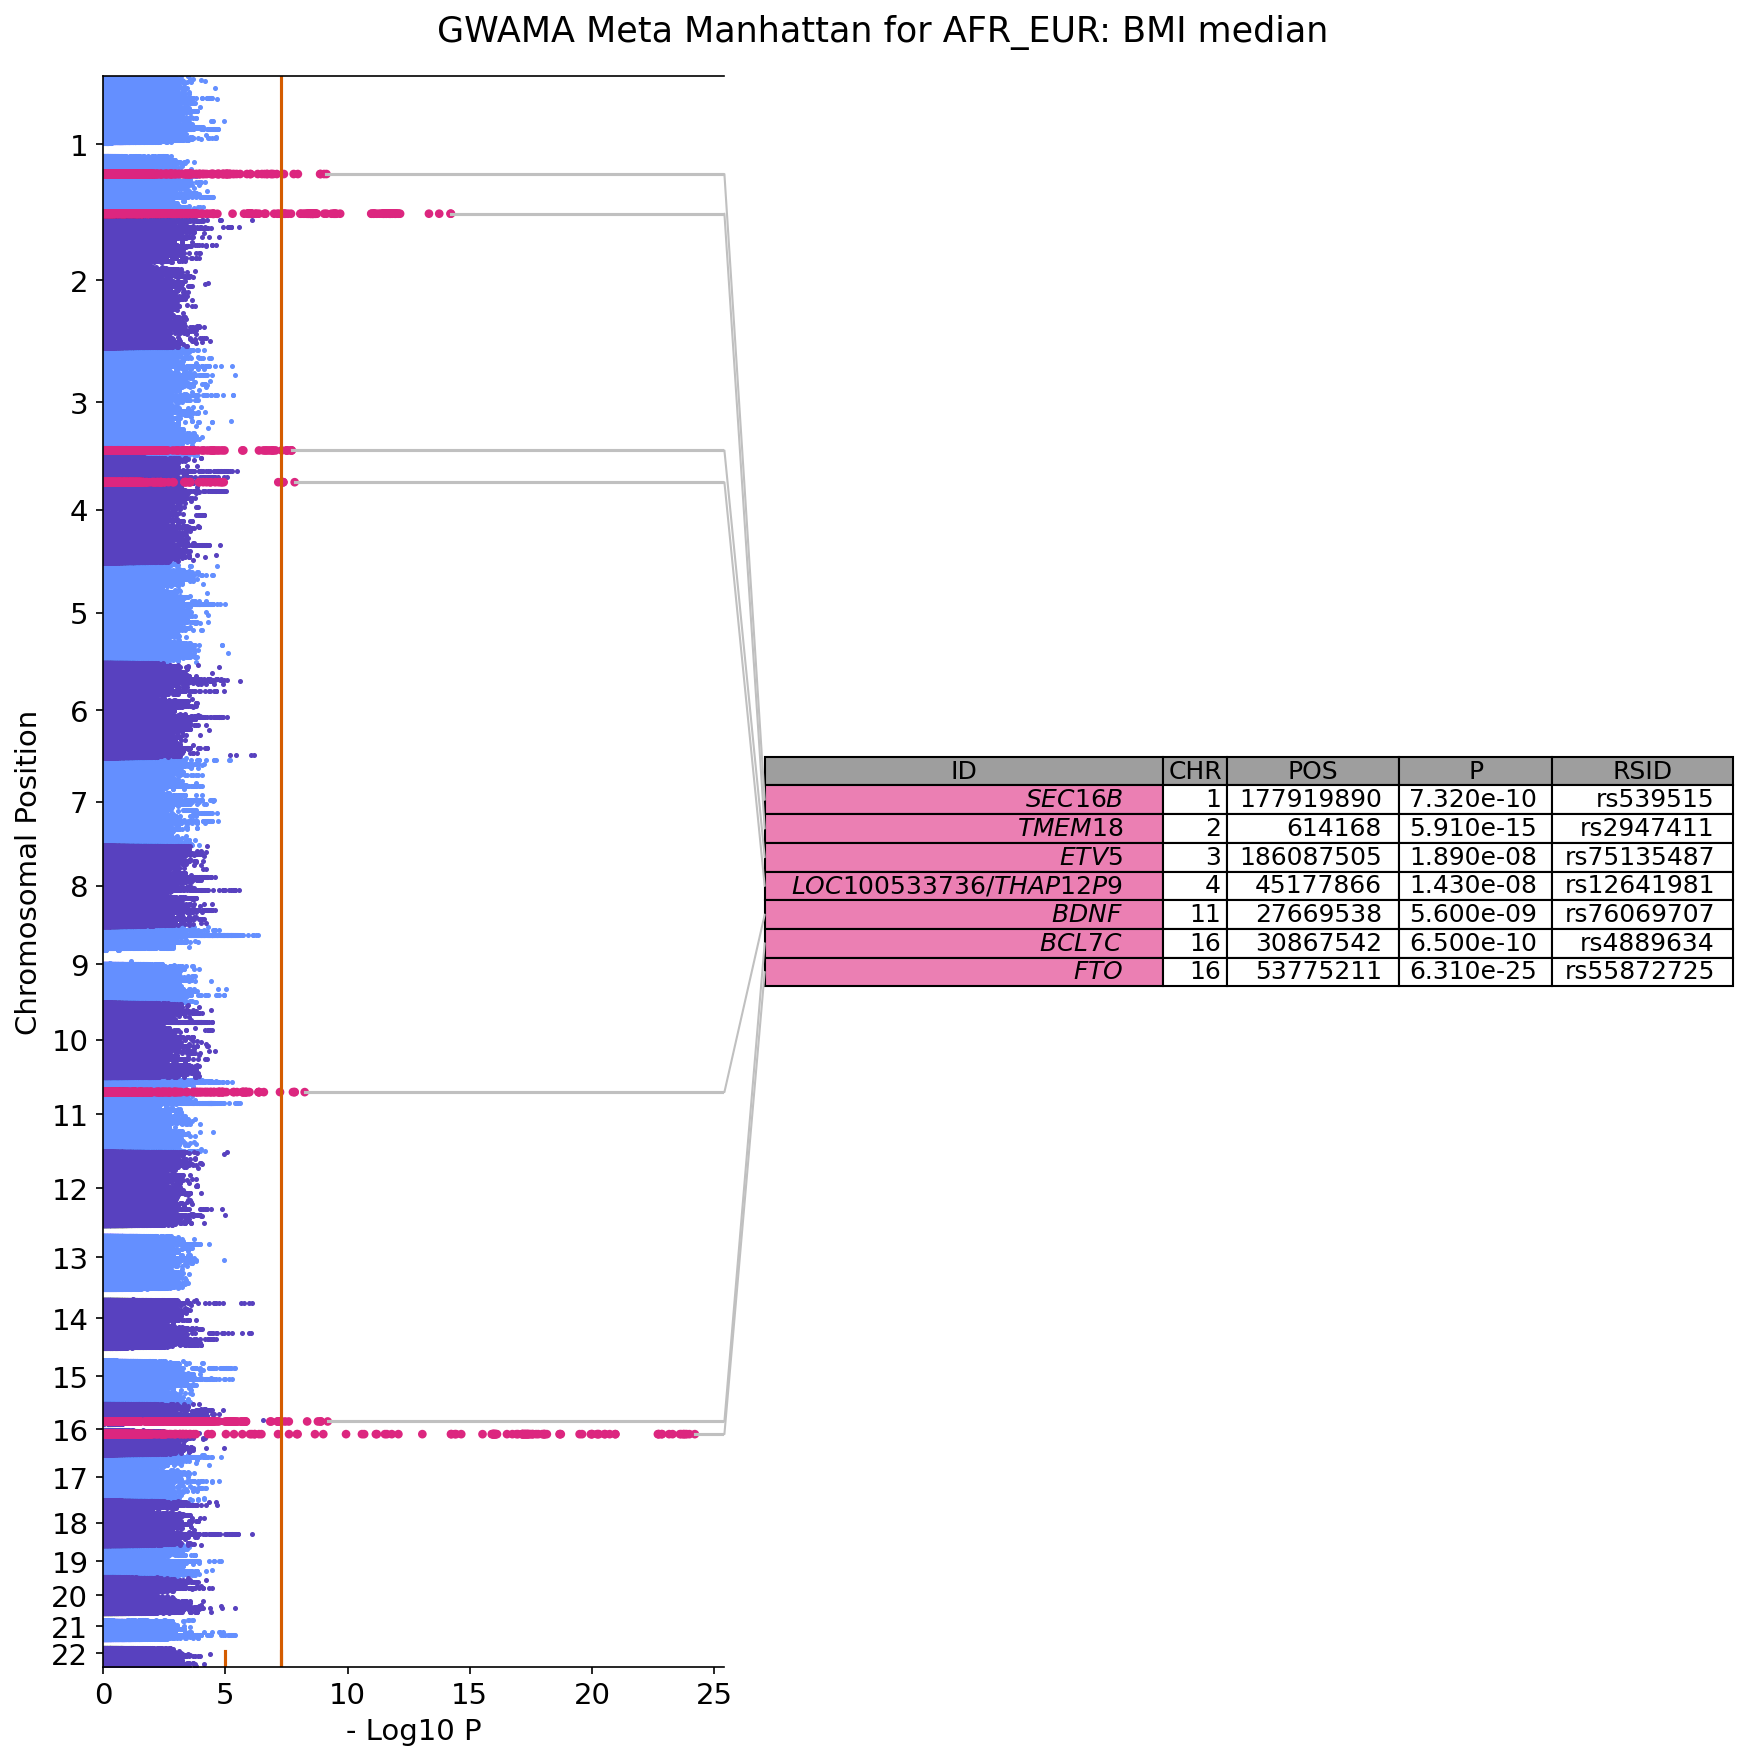 GWAMA Meta Manhattan for AFR_EUR: BMI median
Chromosomal Position
1
2
3
4
5
6
7
8
9
10
11
12
13
14
15
16
17
18
19
20
21
22
0 5 10 15 20 25
- Log10 P
ID CHR POS P RSID
SEC16B 1 177919890 7.320e-10 rs539515
TMEM18 2 614168 5.910e-15 rs2947411
ETV5 3 186087505 1.890e-08 rs75135487
LOC100533736/THAP12P9 4 45177866 1.430e-08 rs12641981
BDNF 11 27669538 5.600e-09 rs76069707
BCL7C 16 30867542 6.500e-10 rs4889634
FTO 16 53775211 6.310e-25 rs55872725